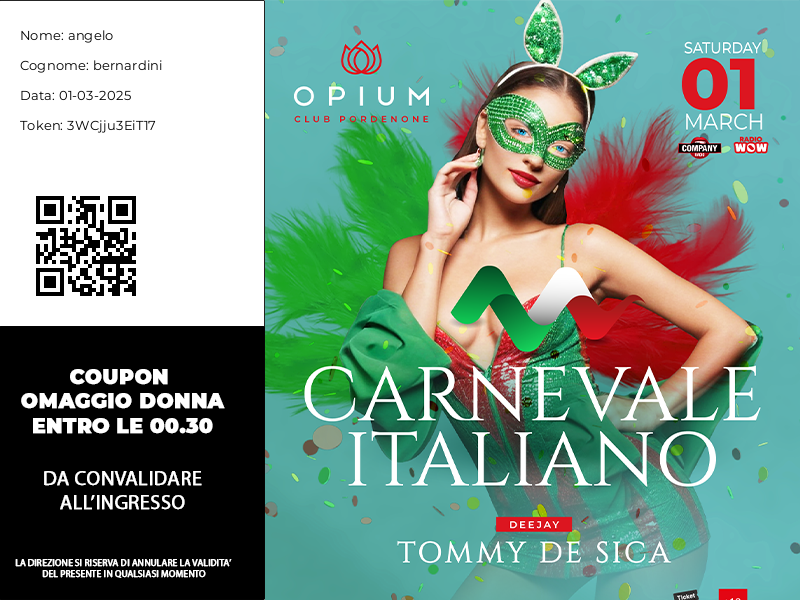 Nome: angelo
Cognome: bernardini
Data: 01-03-2025
Token: 3WCjju3EiT17
COUPON
OMAGGIO DONNA
ENTRO LE 00.30
DA CONVALIDARE
ALL'INGRESSO
LA DIREZIONE SI RISERVA DI ANNULARE LA VALIDITA'
DEL PRESENTE IN QUALSIASI MOMENTO
OPIUM
CLUB PORDENONE
SATURDAY
01
MARCH
COMPANY
RADIO
WOW
CARNEVALE
ITALIANO
DEEJAY
TOMMY DE SICA
Ticket